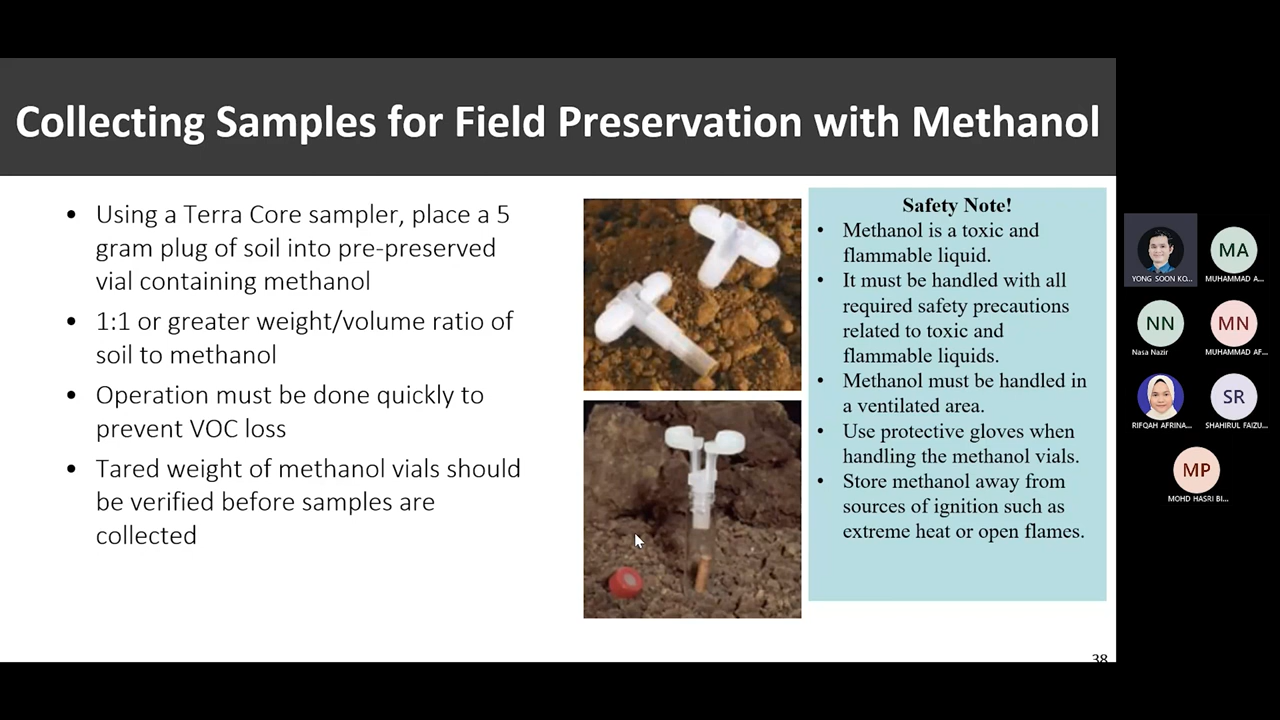 Collecting Samples for Field Preservation with Methanol
• Using a Terra Core sampler, place a 5
gram plug of soil into pre-preserved
vial containing methanol
• 1:1 or greater weight/volume ratio of
soil to methanol
• Operation must be done quickly to
prevent VOC loss
• Tared weight of methanol vials should
be verified before samples are
collected
Safety Note!
• Methanol is a toxic and
flammable liquid.
• It must be handled with all
required safety precautions
related to toxic and
flammable liquids.
• Methanol must be handled in
a ventilated area.
• Use protective gloves when
handling the methanol vials.
• Store methanol away from
sources of ignition such as
extreme heat or open flames.
38
YONG SOON KO...
MA
MUHAMMAD A...
NN
Nasa Nazir
MN
MUHAMMAD AF...
RIFQAH AFRINA...
SR
SHAHIRUL FAIZU...
MP
MOHD HASRI BI...